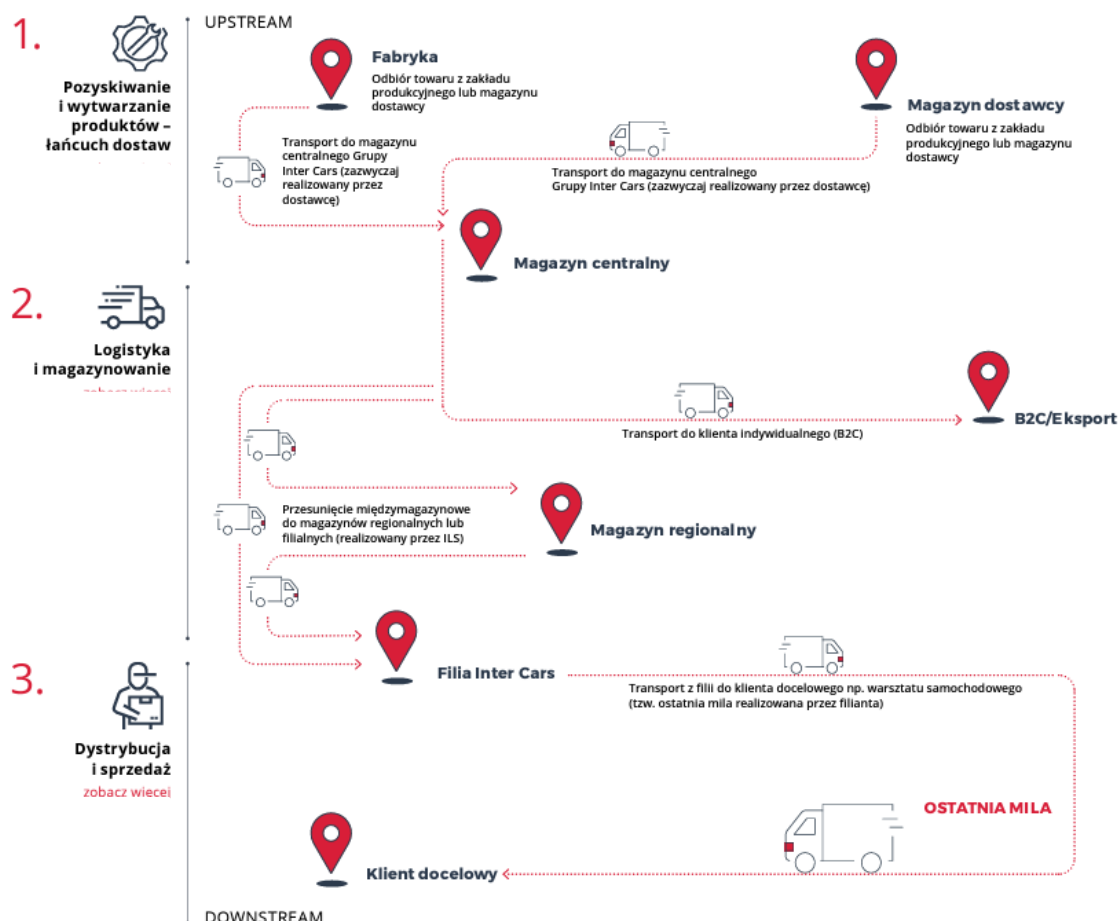 UPSTREAM
1.
Pozyskiwanie
i wytwarzanie
produktów –
łańcuch dostaw
Fabryka
Odbiór towaru z zakładu
produkcyjnego lub magazynu
dostawcy
Magazyn dostawcy
Odbiór towaru z zakładu
produkcyjnego lub magazynu
dostawcy
Transport do magazynu
centralnego Grupy
Inter Cars (zazwyczaj
realizowany przez
dostawcę)
Transport do magazynu centralnego
Grupy Inter Cars (zazwyczaj realizowany przez dostawcę)
Magazyn centralny
2.
Logistyka
i magazynowanie
zobacz więcej
B2C/Eksport
Transport do klienta indywidualnego (B2C)
Przesunięcie międzymagazynowe
do magazynów regionalnych lub
filialnych (realizowany przez ILS)
Magazyn regionalny
3.
Dystrybucja
i sprzedaż
zobacz więcej
Filia Inter Cars
Transport z filii do klienta docelowego np. warsztatu samochodowego
(tzw. ostatnia mila realizowana przez filianta)
OSTATNIA MILA
Klient docelowy
DOWNSTREAM